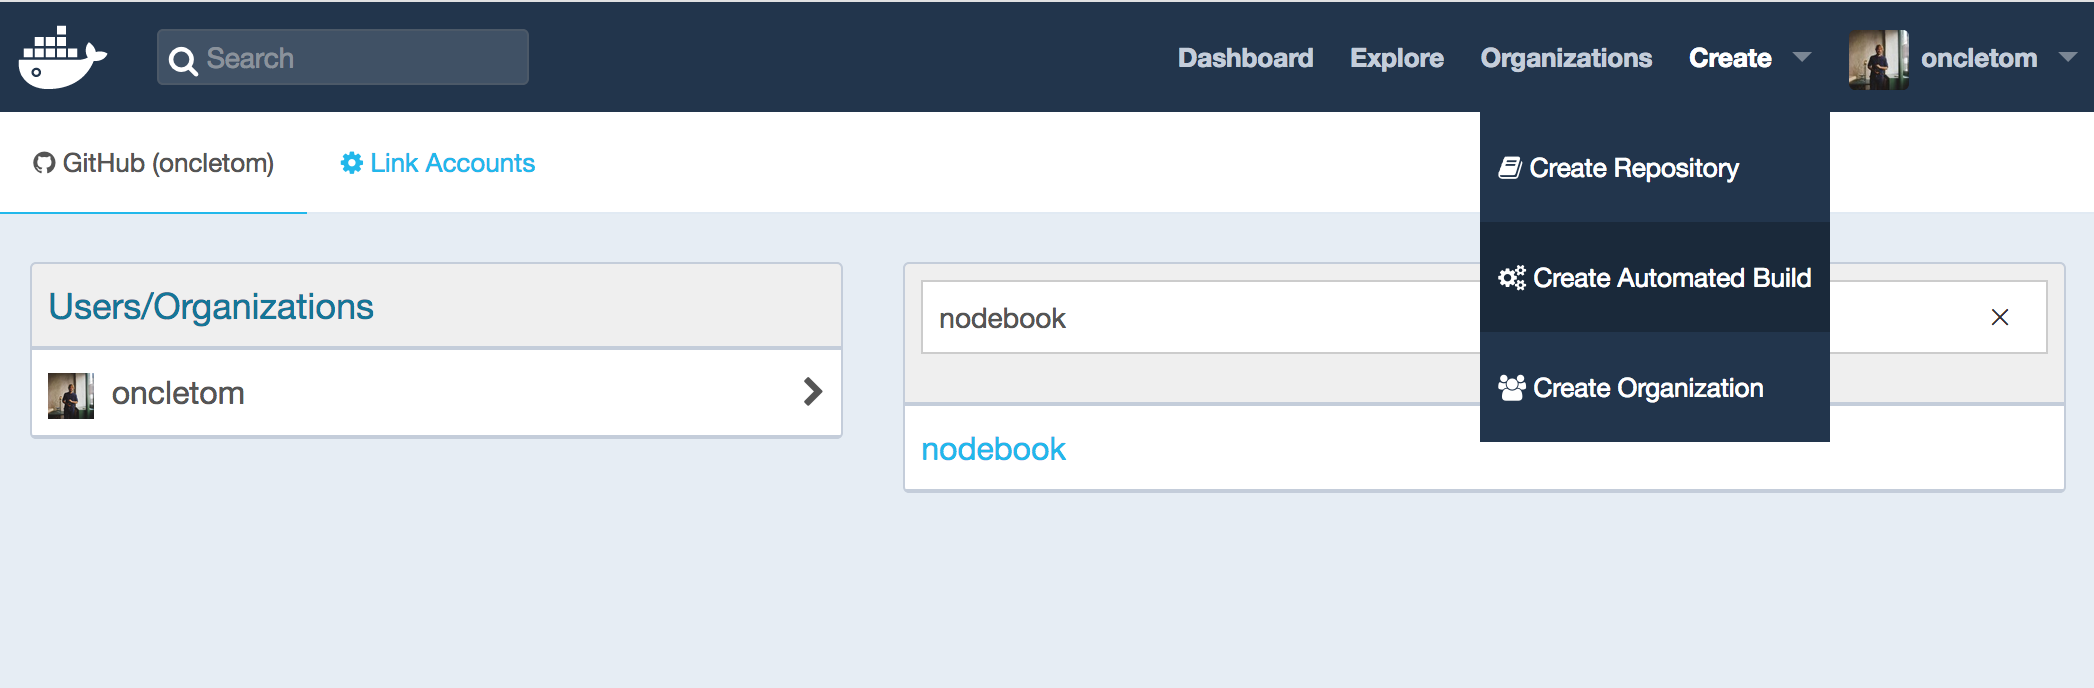 Search
Dashboard Explore Organizations Create oncletom
GitHub (oncletom) Link Accounts
Create Repository
Create Automated Build
Create Organization
Users/Organizations
oncletom
nodebook
nodebook